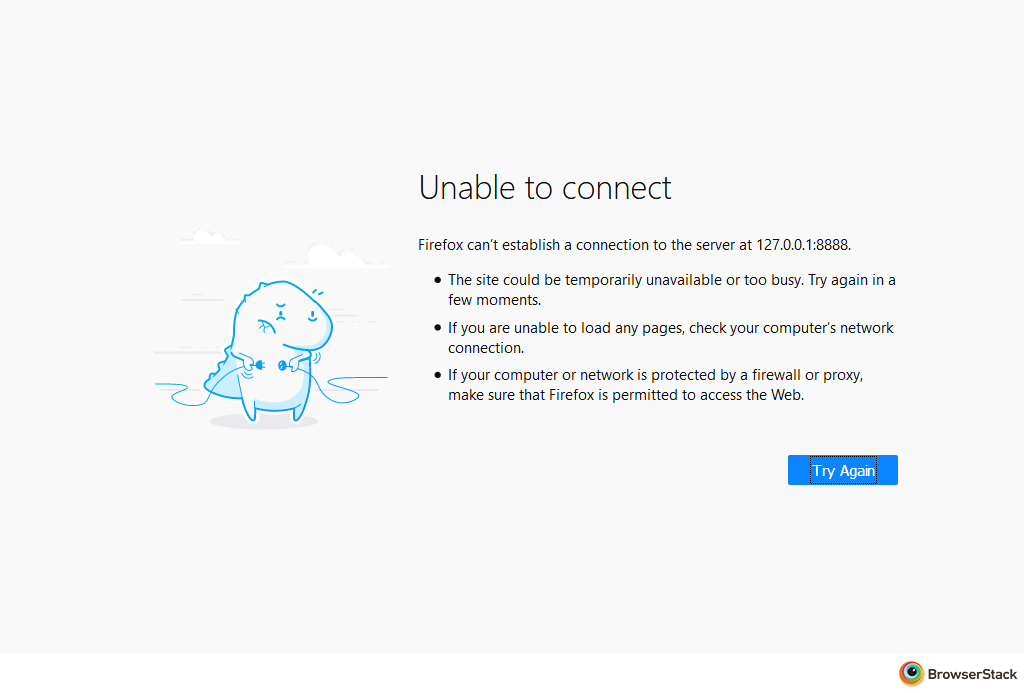 Unable to connect
Firefox can’t establish a connection to the server at 127.0.0.1:8888.
The site could be temporarily unavailable or too busy. Try again in a
few moments.
If you are unable to load any pages, check your computer’s network
connection.
If your computer or network is protected by a firewall or proxy,
make sure that Firefox is permitted to access the Web.
Try Again
BrowserStack